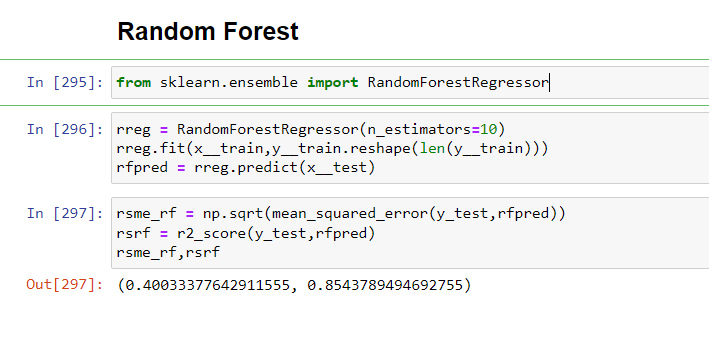 Random Forest
In [295]: from sklearn.ensemble import RandomForestRegressor
In [296]: rreg = RandomForestRegressor(n_estimators=10)
rreg.fit(x__train,y__train.reshape(len(y__train)))
rfpred = rreg.predict(x__test)
In [297]: rsme_rf = np.sqrt(mean_squared_error(y_test,rfpred))
rsrf = r2_score(y_test,rfpred)
rsme_rf,rsrf
Out[297]: (0.40033377642911555, 0.8543789494692755)